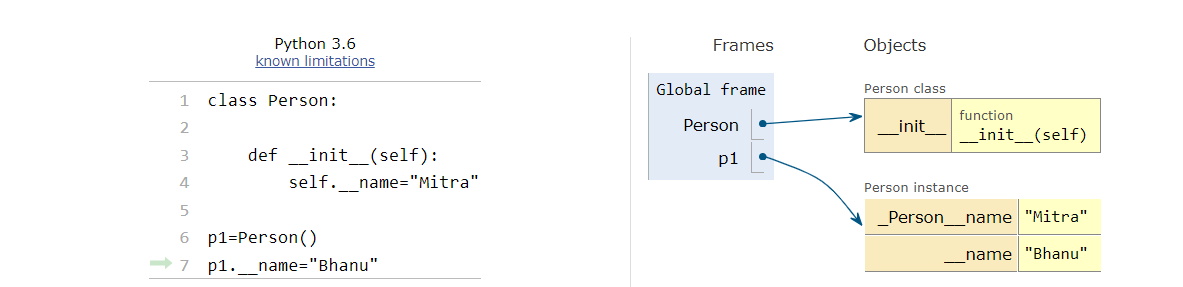 Python 3.6
known limitations
1 class Person:
2
3     def __init__(self):
4         self.__name="Mitra"
5
6 p1=Person()
7 p1.__name="Bhanu"
Frames
Objects
Global frame
Person
p1
Person class
__init__
function
__init__(self)
Person instance
_Person__name "Mitra"
__name "Bhanu"